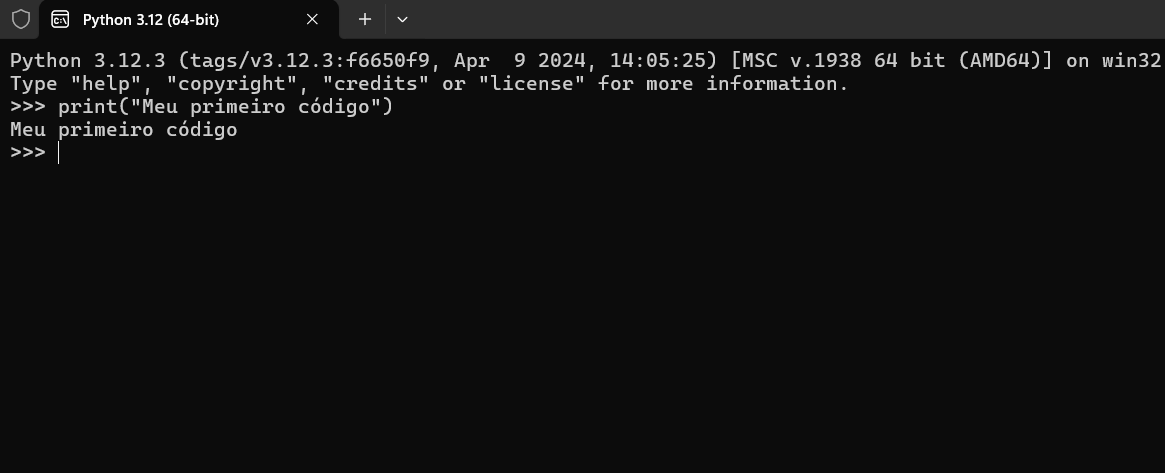 Python 3.12 (64-bit)
Python 3.12.3 (tags/v3.12.3:f6650f9, Apr  9 2024, 14:05:25) [MSC v.1938 64 bit (AMD64)] on win32
Type "help", "copyright", "credits" or "license" for more information.
>>> print("Meu primeiro código")
Meu primeiro código
>>>